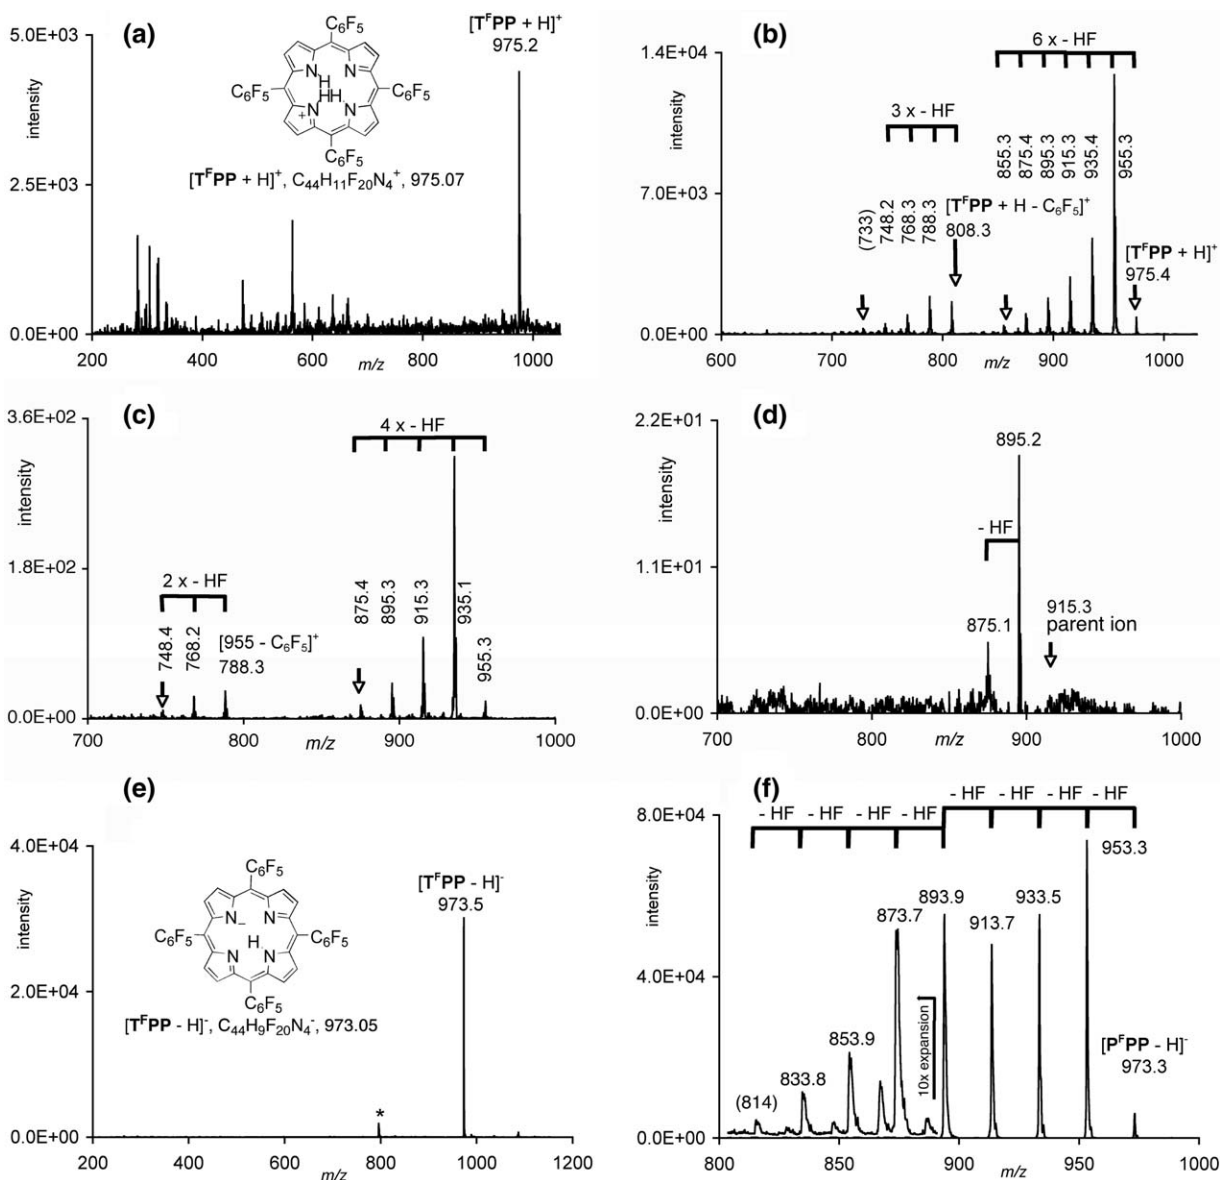 (a)
5.0E+03
2.5E+03
0.0E+00
intensity
200 400 600 800 1000
m/z
C₆F₅
C₆F₅ C₆F₅
C₆F₅
N H N
HH
N N
+
[TᶠPP + H]⁺
975.2
[TᶠPP + H]⁺, C₄₄H₁₁F₂₀N₄⁺, 975.07
(b)
1.4E+04
7.0E+03
0.0E+00
intensity
600 700 800 900 1000
m/z
6 x - HF
3 x - HF
855.3
875.4
895.3
915.3
935.4
955.3
(733)
748.2
768.3
788.3
[TᶠPP + H - C₆F₅]⁺
808.3
[TᶠPP + H]⁺
975.4
(c)
3.6E+02
1.8E+02
0.0E+00
intensity
700 800 900 1000
m/z
4 x - HF
2 x - HF
748.4
768.2
[955 - C₆F₅]⁺
788.3
875.4
895.3
915.3
935.1
955.3
(d)
2.2E+01
1.1E+01
0.0E+00
intensity
700 800 900 1000
m/z
895.2
- HF
875.1
915.3
parent ion
(e)
4.0E+04
2.0E+04
0.0E+00
intensity
0 200 400 600 800 1000 1200
m/z
C₆F₅
C₆F₅ C₆F₅
C₆F₅
N– N
H
N N
[TᶠPP - H]⁻
973.5
*
[TᶠPP - H]⁻, C₄₄H₉F₂₀N₄⁻, 973.05
(f)
8.0E+04
4.0E+04
0.0E+00
intensity
800 850 900 950 1000
m/z
- HF - HF - HF - HF
- HF - HF - HF - HF
953.3
933.5
913.7
893.9
873.7
853.9
833.8
(814)
10x expansion
[PᶠPP - H]⁻
973.3